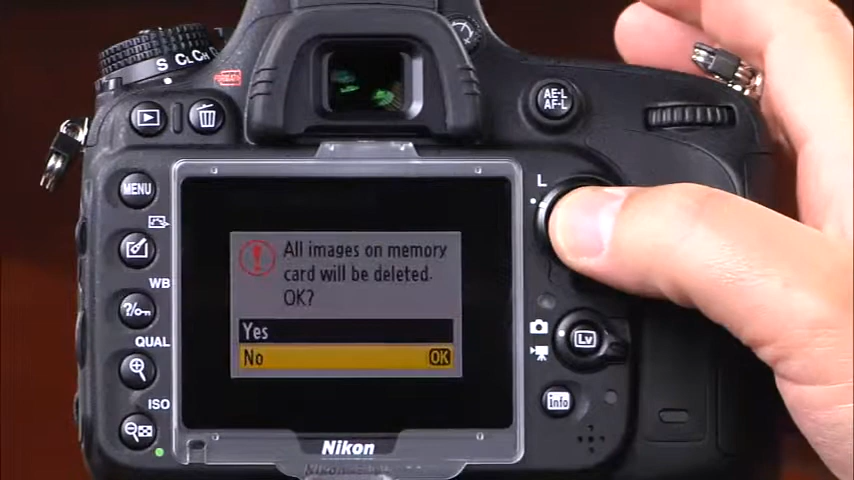 S CL CH
FORMAT
AE-L
AF-L
MENU
L
WB
?/
QUAL
ISO
All images on memory
card will be deleted.
OK?
Yes
No OK
Lv
info
Nikon